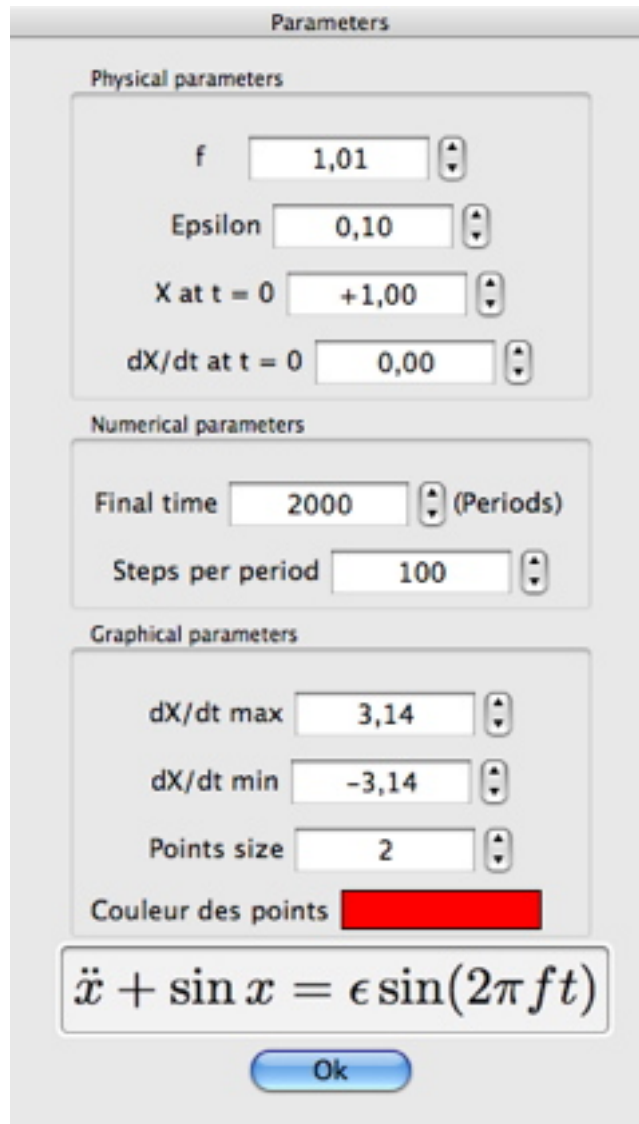 Parameters
Physical parameters
f 1,01
Epsilon 0,10
X at t = 0 +1,00
dX/dt at t = 0 0,00
Numerical parameters
Final time 2000 (Periods)
Steps per period 100
Graphical parameters
dX/dt max 3,14
dX/dt min -3,14
Points size 2
Couleur des points
ẍ + sin x = ϵ sin(2πft)
Ok